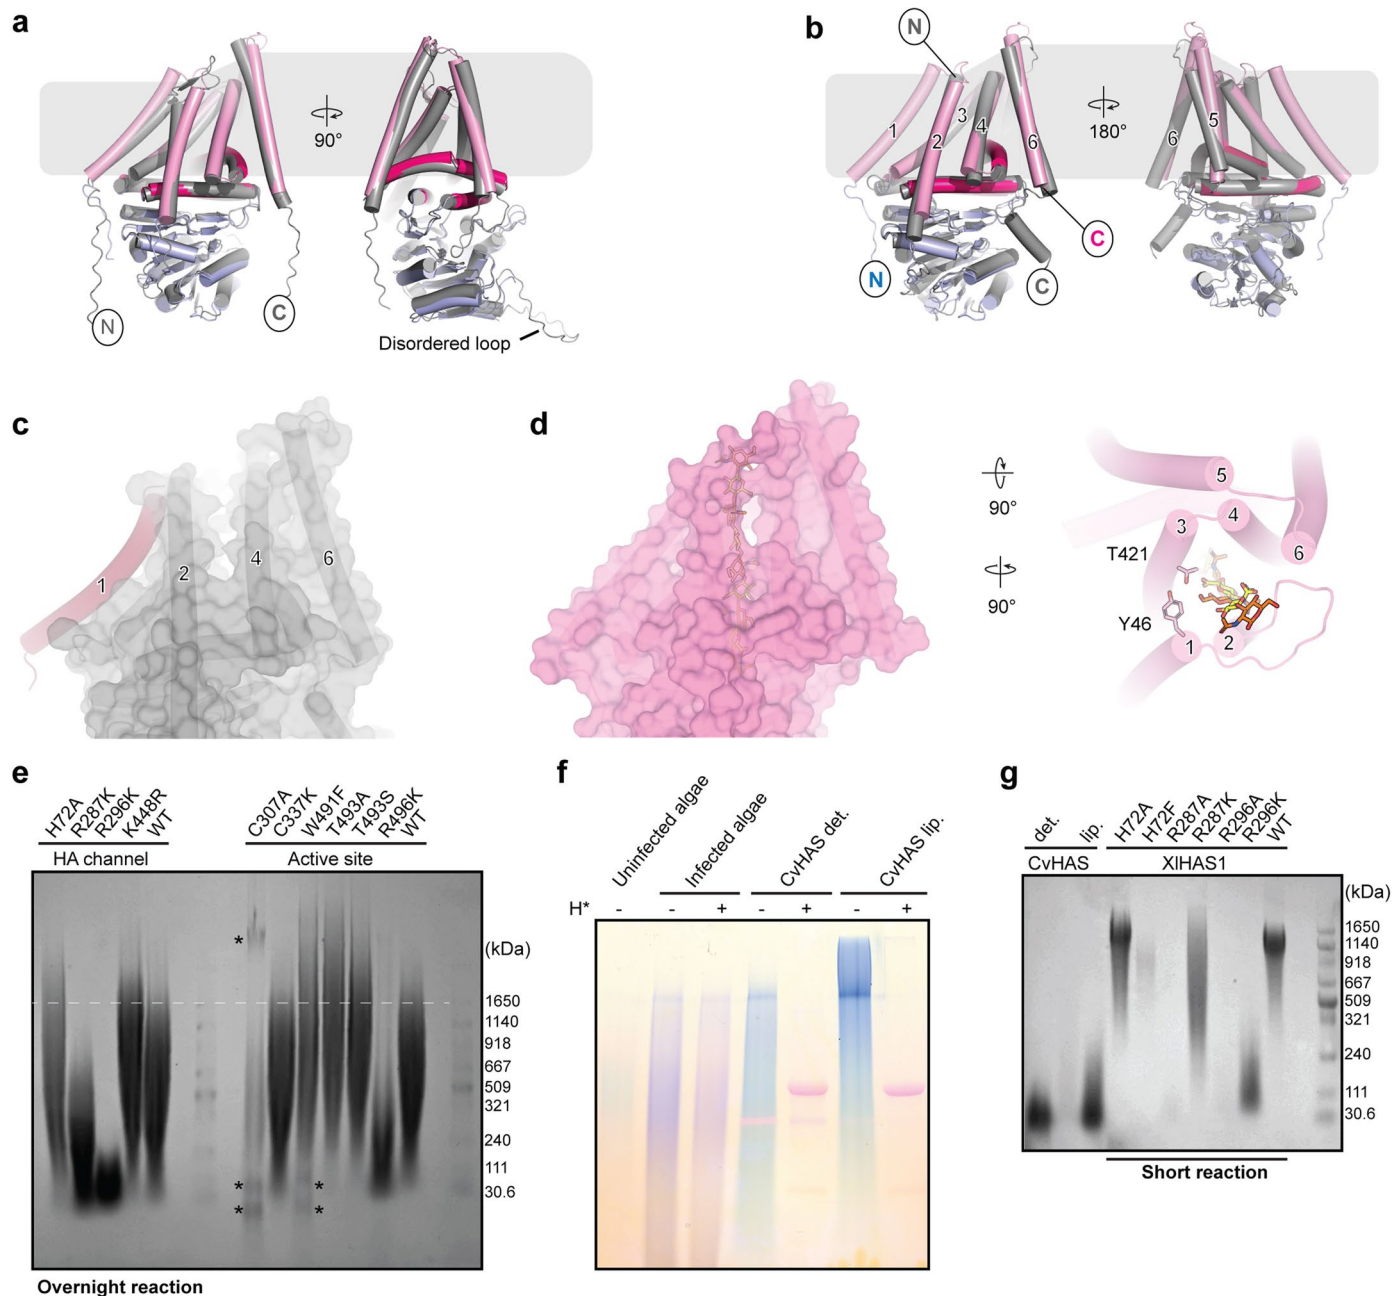 a
90°
N
C
Disordered loop
b
N
1
2
3
4
6
N
C
C
180°
6
5
c
1
2
4
6
d
90°
90°
5
3
4
6
T421
Y46
1
2
e
H72A
R287K
R296K
K448R
WT
HA channel
C307A
C337K
W491F
T493A
T493S
R496K
WT
Active site
(kDa)
1650
1140
918
667
509
321
240
111
30.6
*
*
*
*
*
Overnight reaction
f
Uninfected algae
Infected algae
CvHAS det.
CvHAS lip.
H* - - + - + - +
g
det.
lip.
CvHAS
H72A
H72F
R287A
R287K
R296A
R296K
WT
XlHAS1
(kDa)
1650
1140
918
667
509
321
240
111
30.6
Short reaction